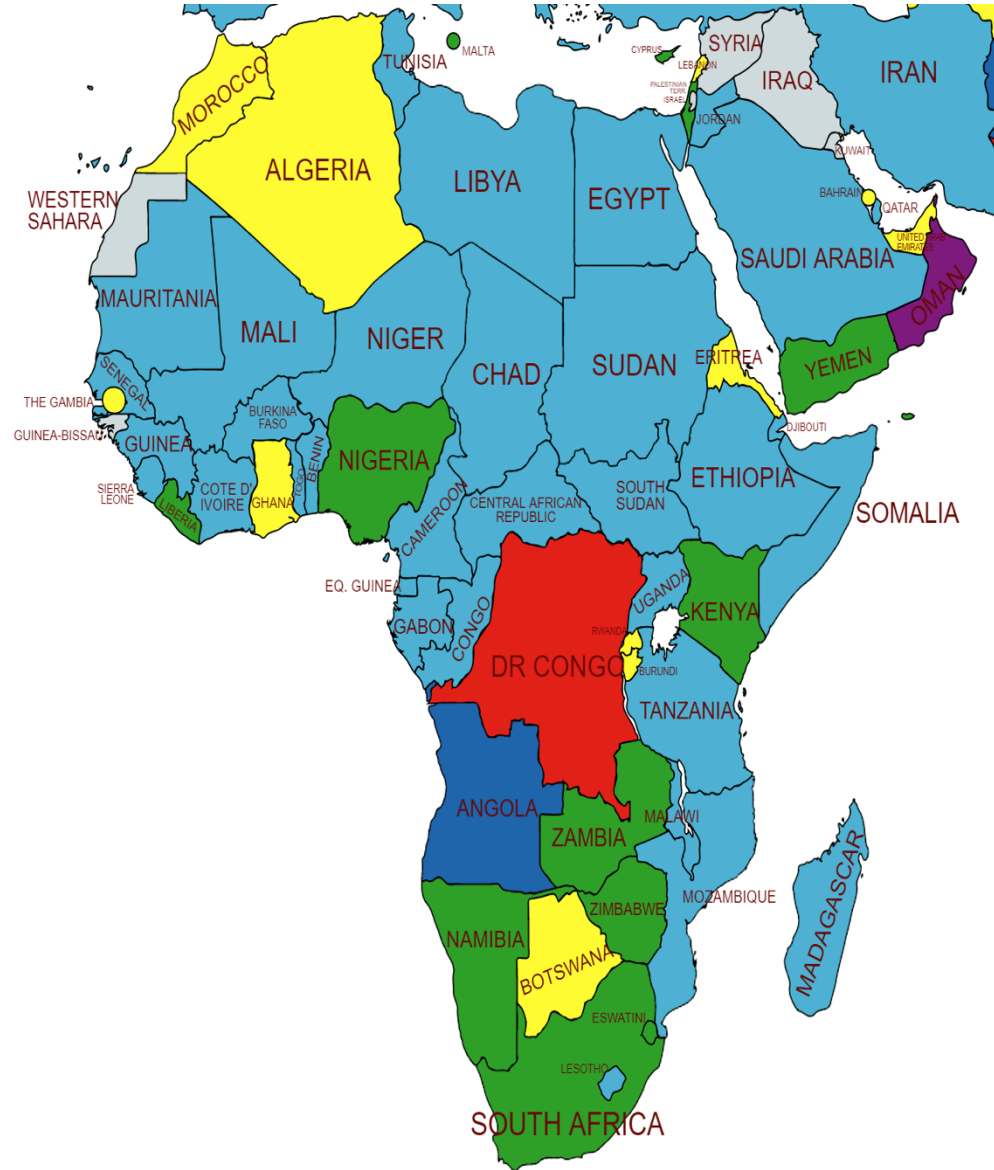 MALTA
CYPRUS
SYRIA
TUNISIA
LEBANON
IRAQ
IRAN
MOROCCO
PALESTINIAN
TERR.
ISRAEL
JORDAN
ALGERIA
LIBYA
EGYPT
KUWAIT
WESTERN
SAHARA
BAHRAIN
QATAR
UNITED ARAB
EMIRATES
SAUDI ARABIA
OMAN
MAURITANIA
MALI
NIGER
CHAD
SUDAN
ERITREA
YEMEN
SENEGAL
THE GAMBIA
BURKINA
FASO
DJIBOUTI
GUINEA-BISSAU
GUINEA
BENIN
NIGERIA
ETHIOPIA
SIERRA
LEONE
LIBERIA
COTE D'
IVOIRE
GHANA
TOGO
CAMEROON
CENTRAL AFRICAN
REPUBLIC
SOUTH
SUDAN
SOMALIA
EQ. GUINEA
GABON
CONGO
UGANDA
KENYA
RWANDA
DR CONGO
BURUNDI
TANZANIA
ANGOLA
ZAMBIA
MALAWI
MOZAMBIQUE
MADAGASCAR
NAMIBIA
ZIMBABWE
BOTSWANA
ESWATINI
LESOTHO
SOUTH AFRICA